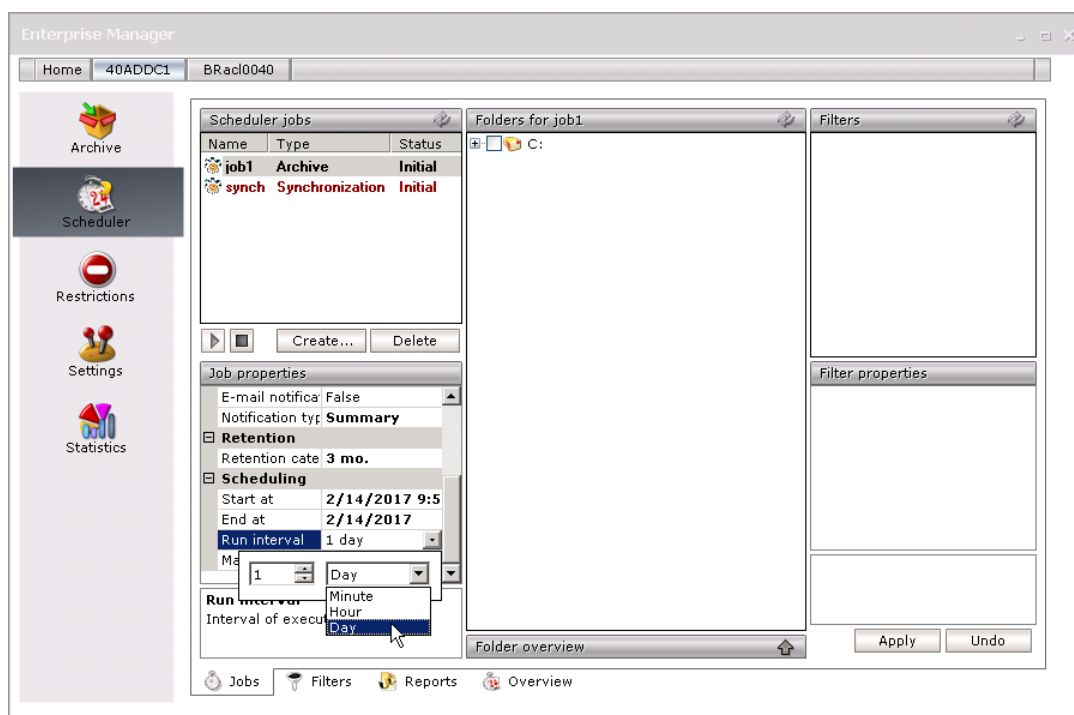 Enterprise Manager
Home 40ADDC1 BRacl0040
Archive
Scheduler
Restrictions
Settings
Statistics
Scheduler jobs
Name Type Status
job1 Archive Initial
synch Synchronization Initial
Create... Delete
Job properties
E-mail notifica False
Notification typ Summary
Retention
Retention cate 3 mo.
Scheduling
Start at 2/14/2017 9:5
End at 2/14/2017
Run interval 1 day
Ma
1 Day
Minute
Hour
Day
Run interval
Interval of execu
Folders for job1
C:
Folder overview
Filters
Filter properties
Apply Undo
Jobs Filters Reports Overview